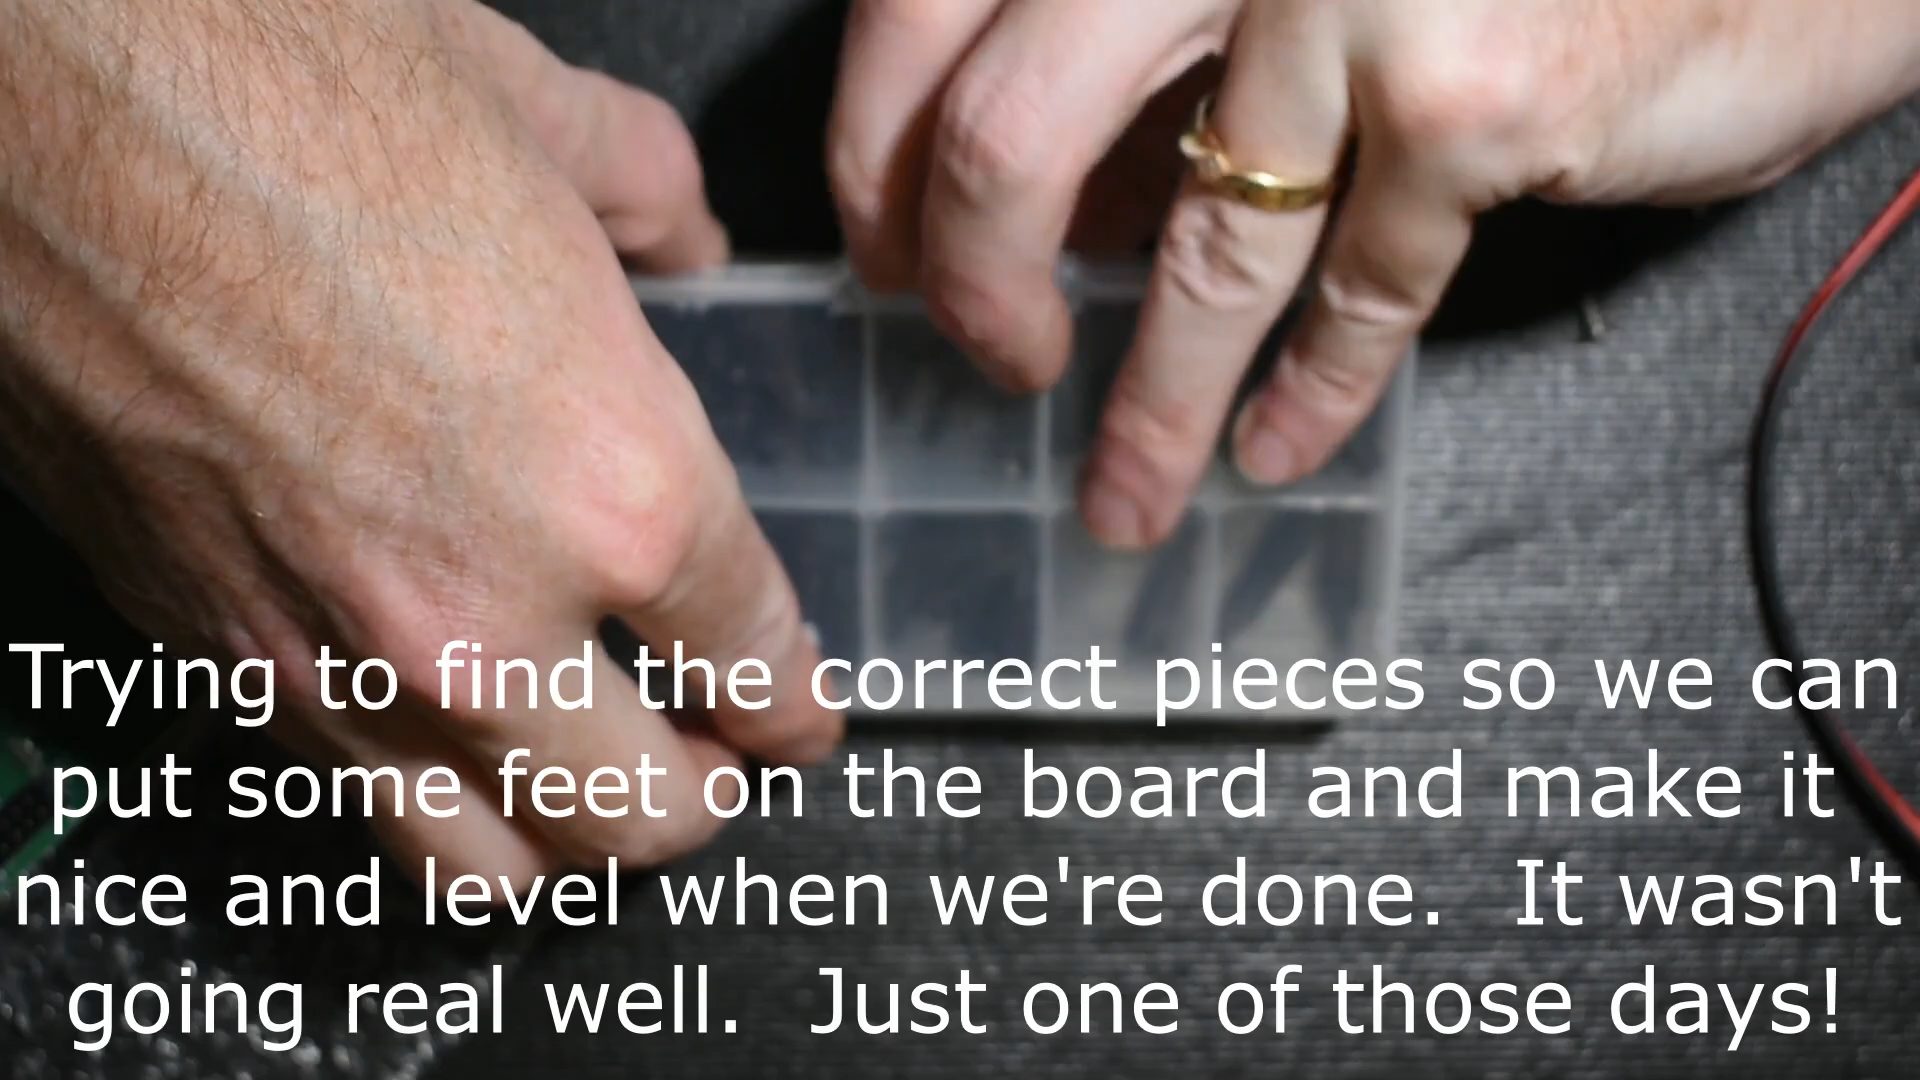 Trying to find the correct pieces so we can
put some feet on the board and make it
nice and level when we're done.  It wasn't
going real well.  Just one of those days!